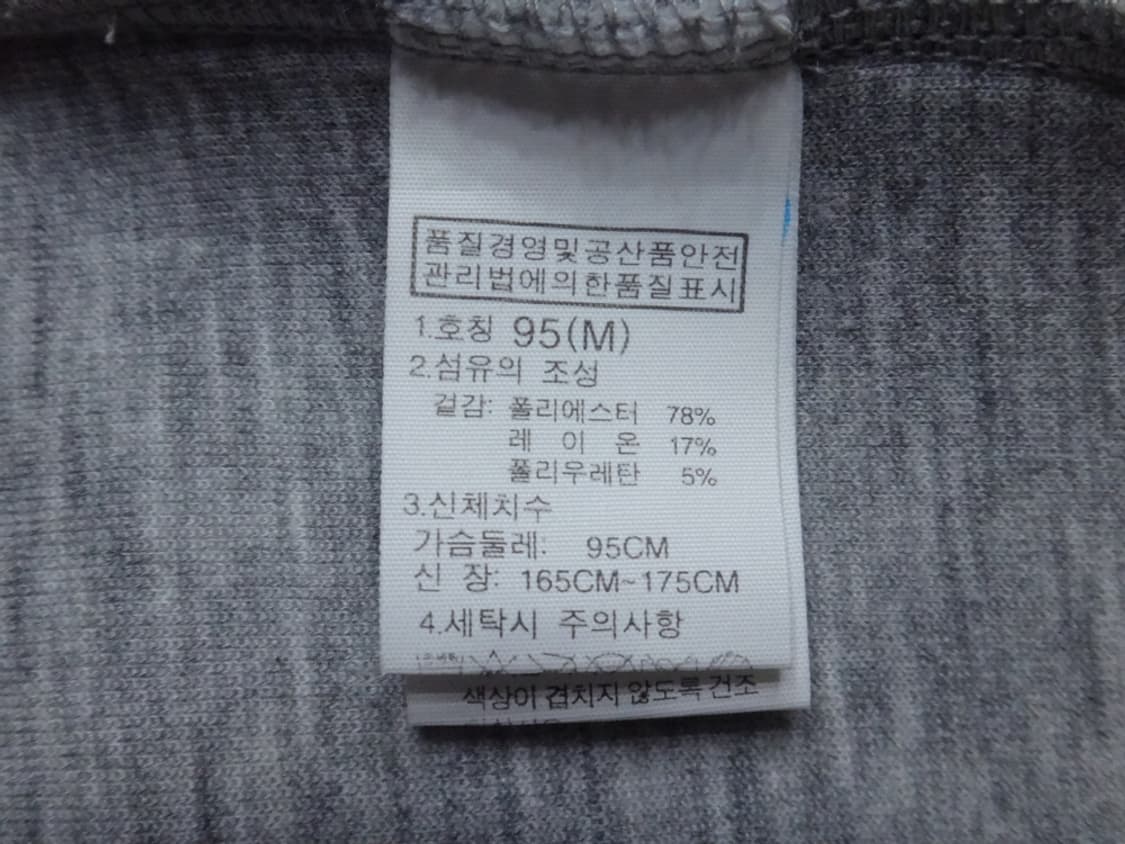 품질경영및공산품안전
관리법에의한품질표시
1.호칭 95(M)
2.섬유의 조성
겉감: 폴리에스터 78%
레 이 온 17%
폴리우레탄 5%
3.신체치수
가슴둘레: 95CM
신 장: 165CM~175CM
4.세탁시 주의사항
색상이 겹치지 않도록 건조